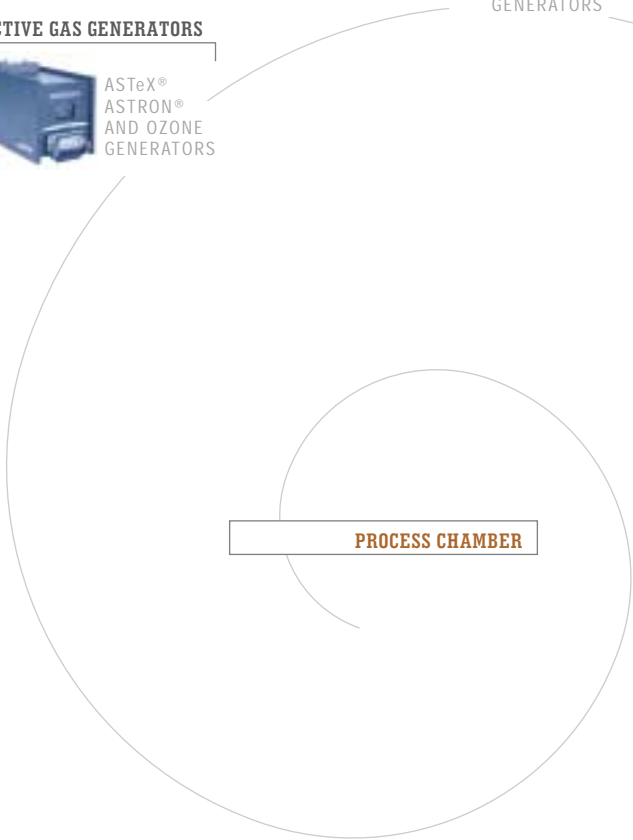 GENERATORS
CTIVE GAS GENERATORS
ASTeX®
ASTRON®
AND OZONE
GENERATORS
PROCESS CHAMBER